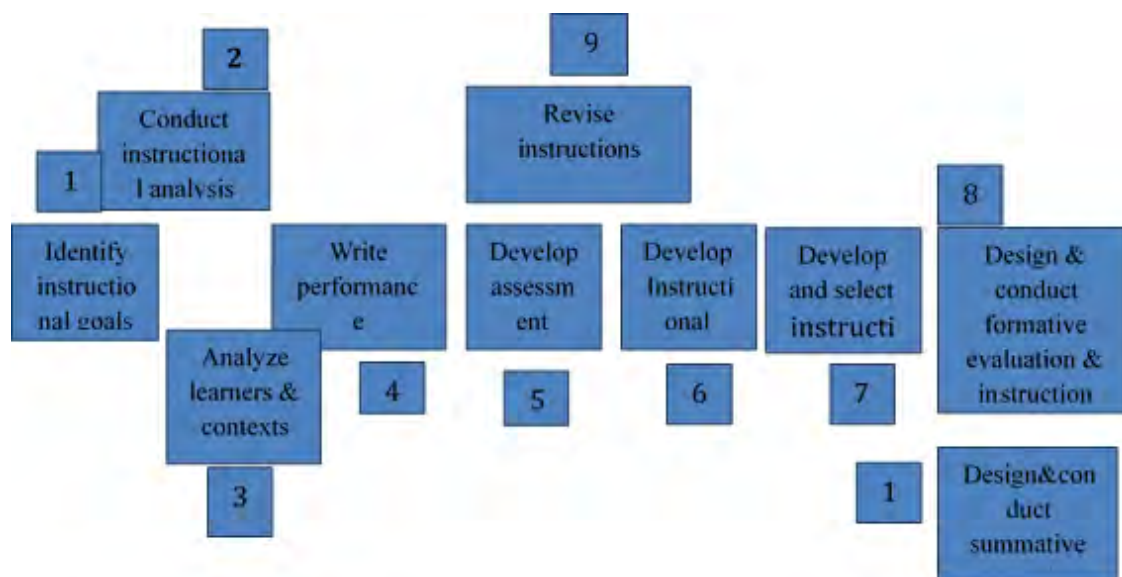 2
9
Conduct
instructiona
l analysis
Revise
instructions
1
8
Identify
instructio
nal goals
Write
performanc
e
Develop
assessm
ent
Develop
Instructi
onal
Develop
and select
instructi
Design &
conduct
formative
evaluation &
instruction
Analyze
learners &
contexts
4
5
6
7
3
1
Design&con
duct
summative